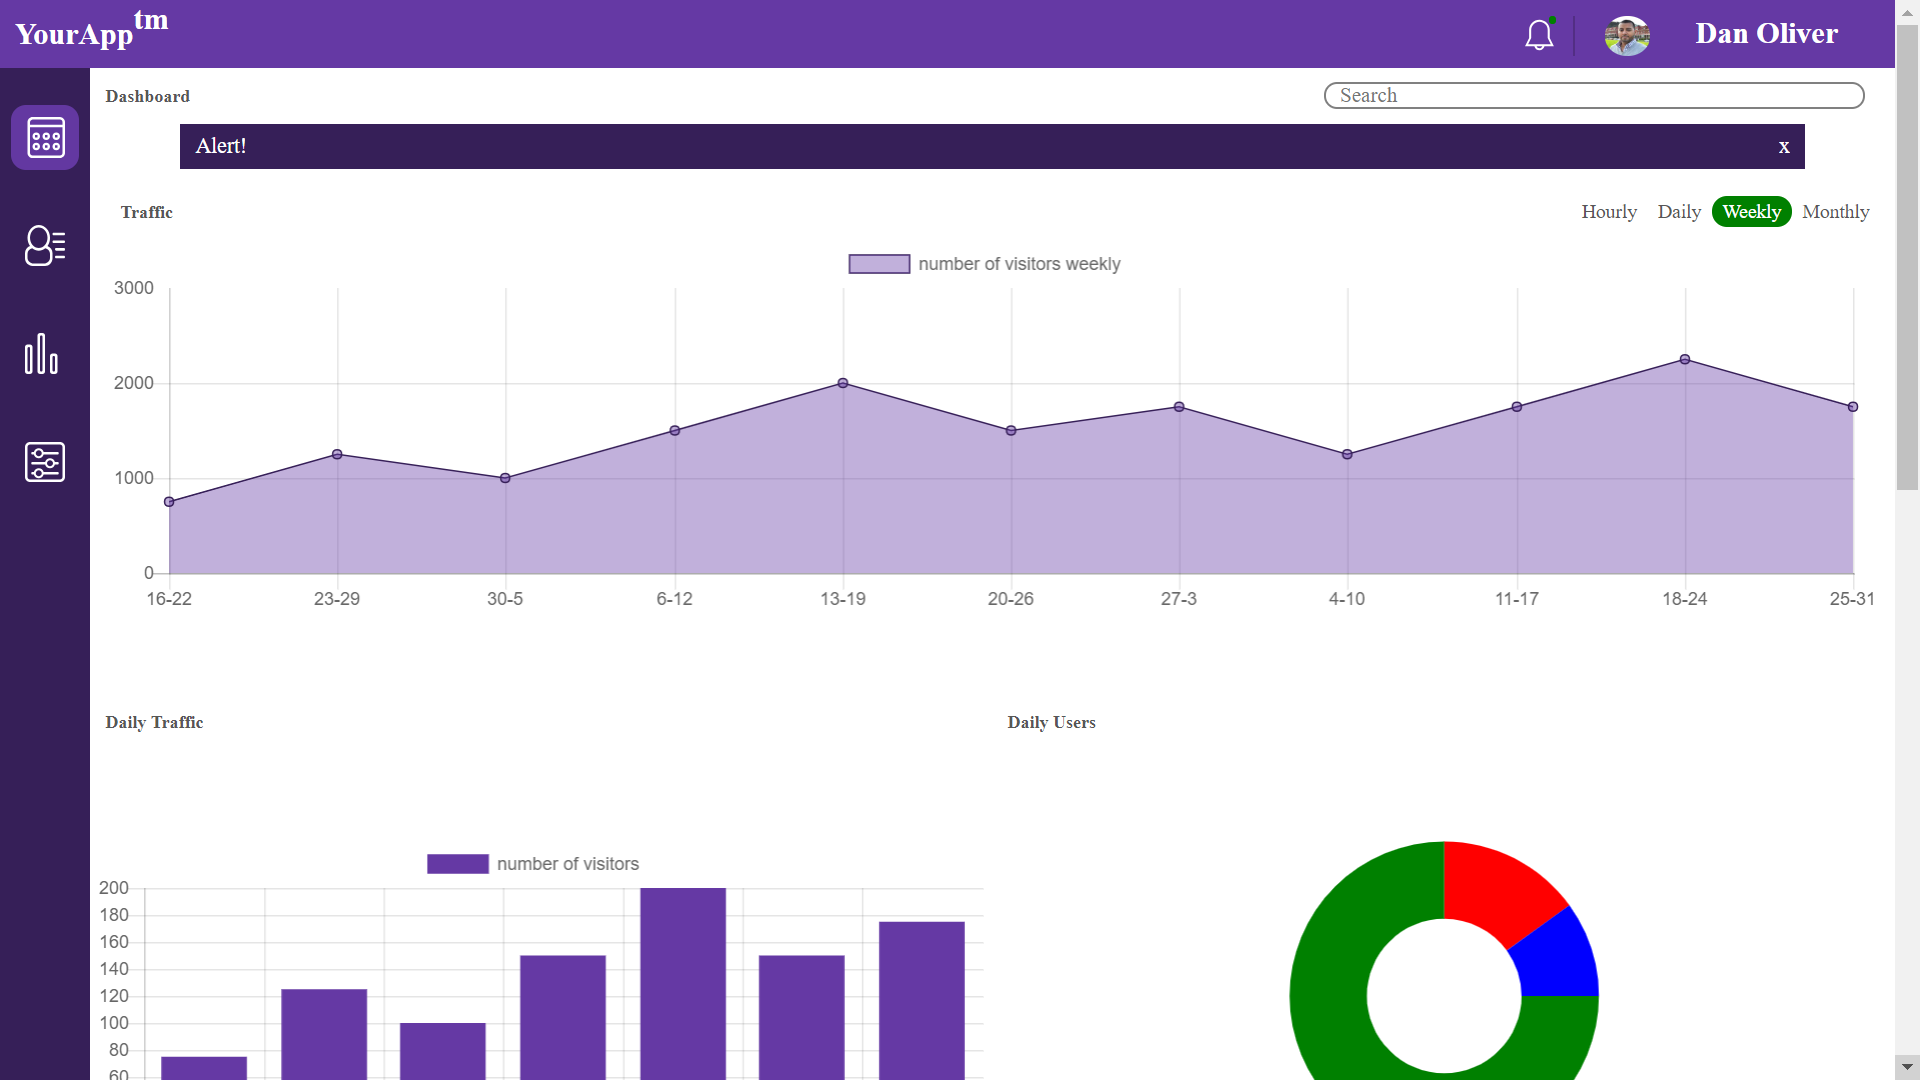 YourApp™
Dan Oliver
Dashboard
Search
Alert!
x
Traffic
Hourly Daily Weekly Monthly
number of visitors weekly
3000
2000
1000
0
16-22 23-29 30-5 6-12 13-19 20-26 27-3 4-10 11-17 18-24 25-31
Daily Traffic
Daily Users
number of visitors
200
180
160
140
120
100
80
60